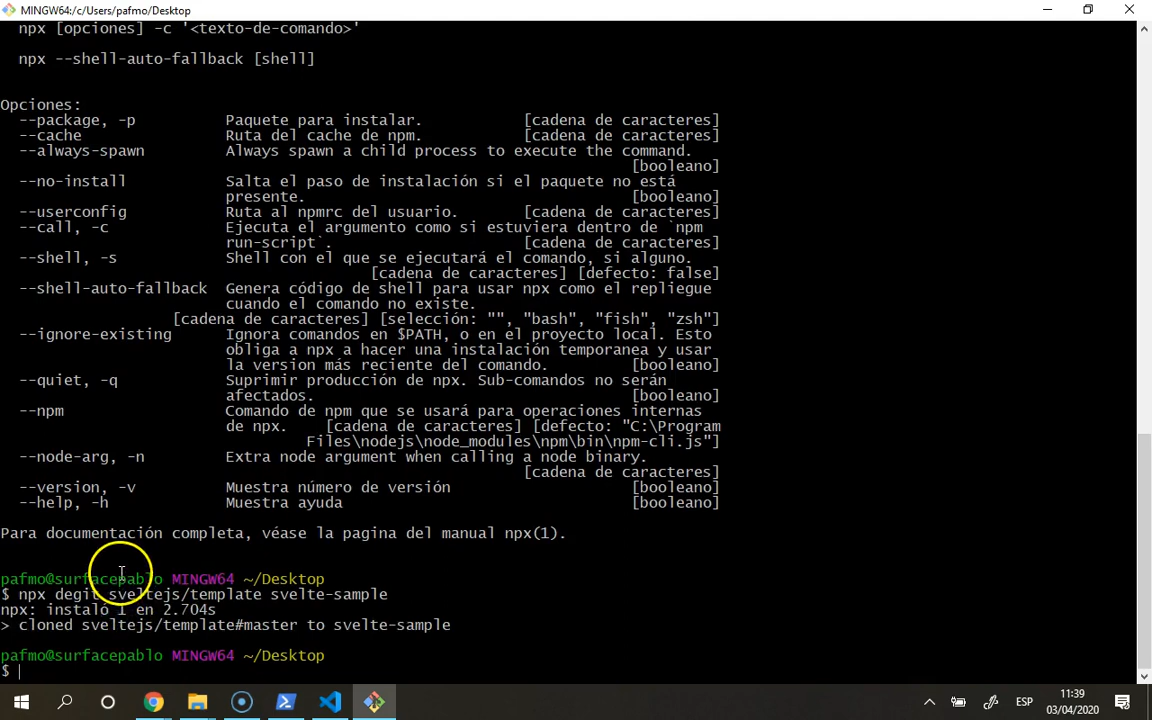 MINGW64:/c/Users/pafmo/Desktop
npx [opciones] -c '<texto-de-comando>'
npx --shell-auto-fallback [shell]
Opciones:
--package, -p Paquete para instalar. [cadena de caracteres]
--cache Ruta del cache de npm. [cadena de caracteres]
--always-spawn Always spawn a child process to execute the command.
[booleano]
--no-install Salta el paso de instalación si el paquete no está
presente. [booleano]
--userconfig Ruta al npmrc del usuario. [cadena de caracteres]
--call, -c Ejecuta el argumento como si estuviera dentro de `npm
run-script`. [cadena de caracteres]
--shell, -s Shell con el que se ejecutará el comando, si alguno.
[cadena de caracteres] [defecto: false]
--shell-auto-fallback Genera código de shell para usar npx como el repliegue
cuando el comando no existe.
[cadena de caracteres] [selección: "", "bash", "fish", "zsh"]
--ignore-existing Ignora comandos en $PATH, o en el proyecto local. Esto
obliga a npx a hacer una instalación temporanea y usar
la version más reciente del comando. [booleano]
--quiet, -q Suprimir producción de npx. Sub-comandos no serán
afectados. [booleano]
--npm Comando de npm que se usará para operaciones internas
de npx. [cadena de caracteres] [defecto: "C:\Program
Files\nodejs\node_modules\npm\bin\npm-cli.js"]
--node-arg, -n Extra node argument when calling a node binary.
[cadena de caracteres]
--version, -v Muestra número de versión [booleano]
--help, -h Muestra ayuda [booleano]
Para documentación completa, véase la pagina del manual npx(1).
pafmo@surfacepablo MINGW64 ~/Desktop
$ npx degit sveltejs/template svelte-sample
npx: instaló 1 en 2.704s
> cloned sveltejs/template#master to svelte-sample
pafmo@surfacepablo MINGW64 ~/Desktop
$
ESP
11:39
03/04/2020